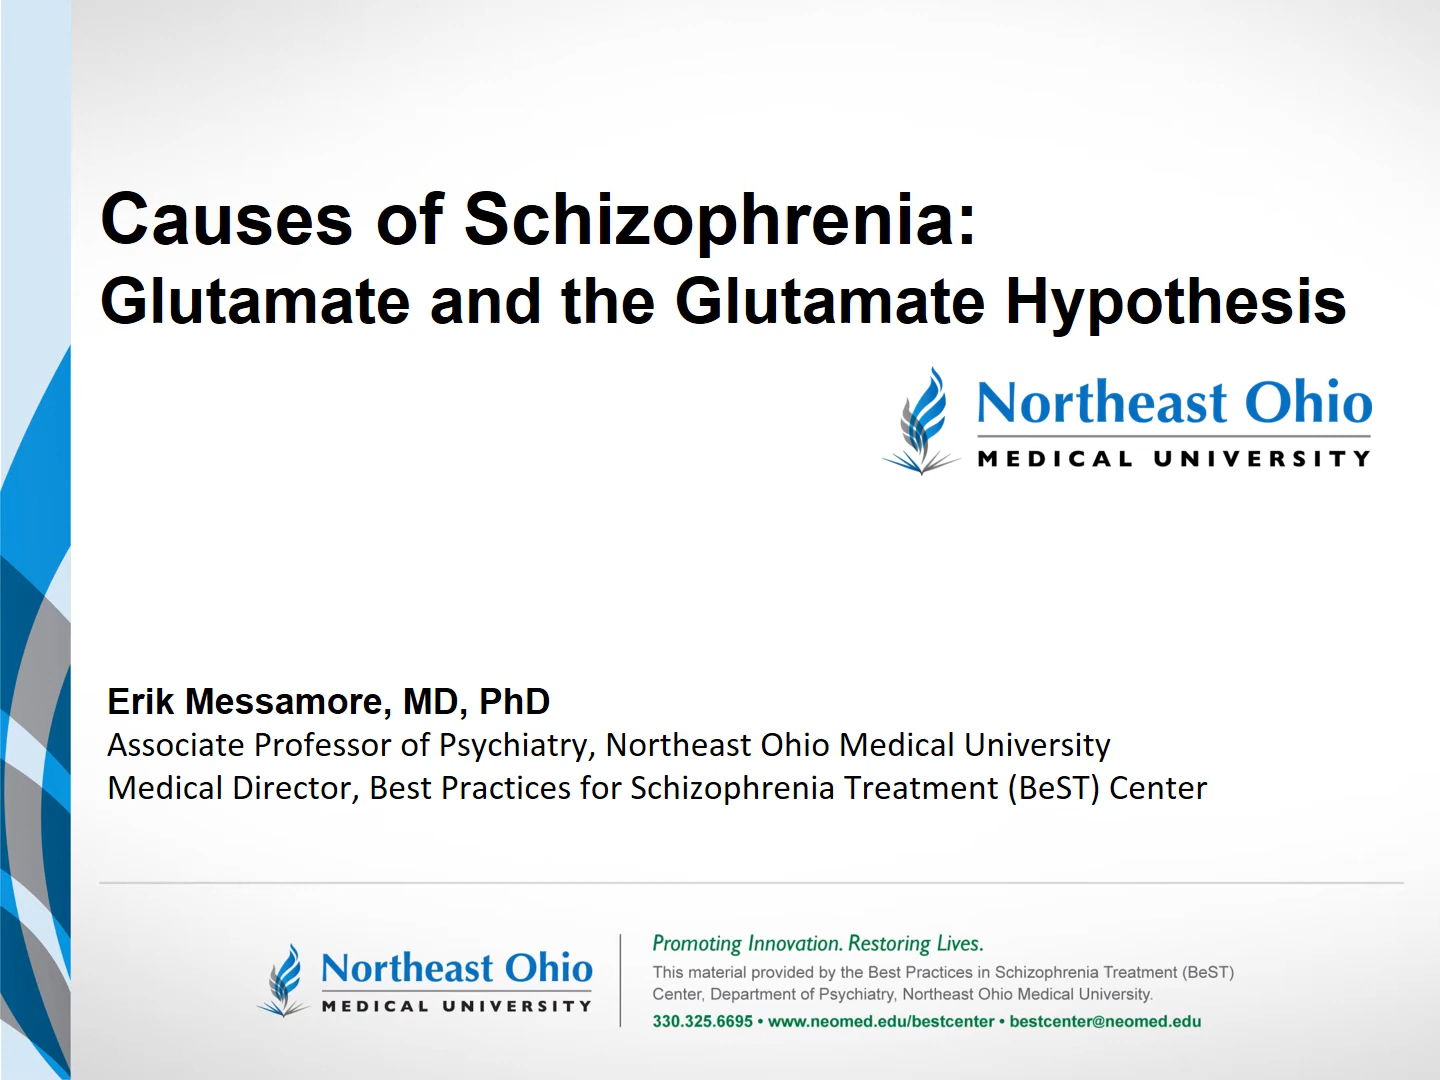 Causes of Schizophrenia:
Glutamate and the Glutamate Hypothesis
Northeast Ohio
MEDICAL UNIVERSITY
Erik Messamore, MD, PhD
Associate Professor of Psychiatry, Northeast Ohio Medical University
Medical Director, Best Practices for Schizophrenia Treatment (BeST) Center
Northeast Ohio
MEDICAL UNIVERSITY
Promoting Innovation. Restoring Lives.
This material provided by the Best Practices in Schizophrenia Treatment (BeST)
Center, Department of Psychiatry, Northeast Ohio Medical University.
330.325.6695 • www.neomed.edu/bestcenter • bestcenter@neomed.edu